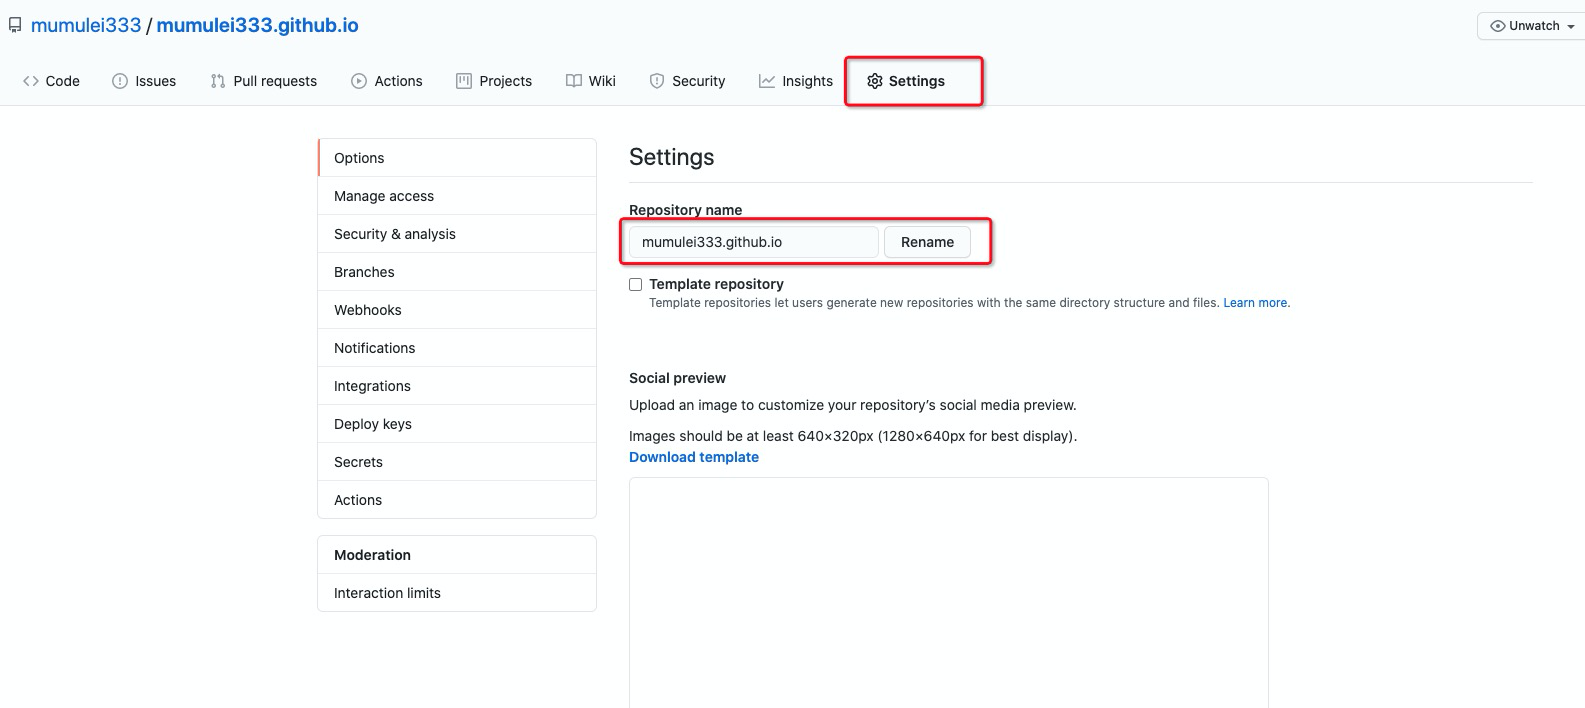 mumulei333 / mumulei333.github.io
Unwatch
Code Issues Pull requests Actions Projects Wiki Security Insights Settings
Options
Manage access
Security & analysis
Branches
Webhooks
Notifications
Integrations
Deploy keys
Secrets
Actions
Moderation
Interaction limits
Settings
Repository name
mumulei333.github.io Rename
Template repository
Template repositories let users generate new repositories with the same directory structure and files. Learn more.
Social preview
Upload an image to customize your repository’s social media preview.
Images should be at least 640×320px (1280×640px for best display).
Download template